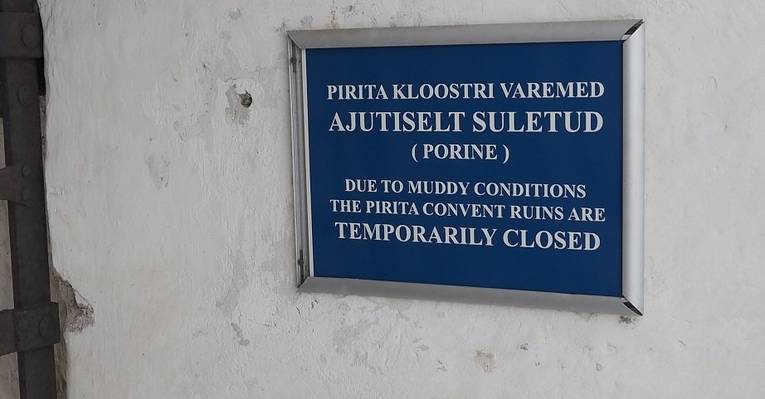 PIRITA KLOOSTRI VAREMED
AJUTISELT SULETUD
( PORINE )
DUE TO MUDDY CONDITIONS
THE PIRITA CONVENT RUINS ARE
TEMPORARILY CLOSED